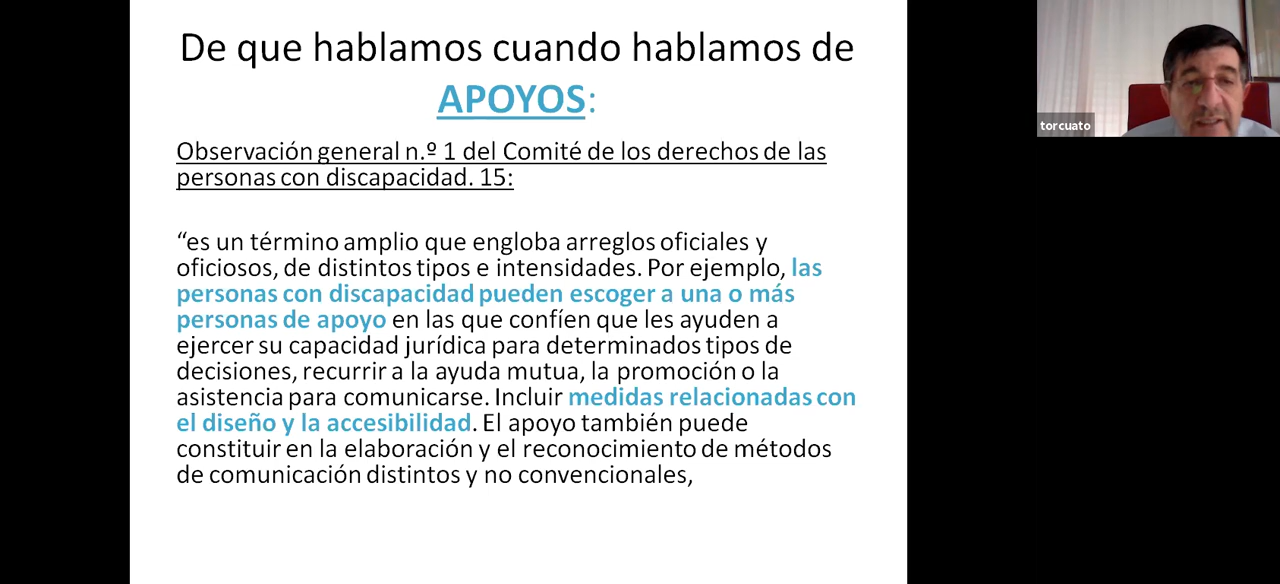 De que hablamos cuando hablamos de
APOYOS:
Observación general n.º 1 del Comité de los derechos de las
personas con discapacidad. 15:
“es un término amplio que engloba arreglos oficiales y
oficiosos, de distintos tipos e intensidades. Por ejemplo, las
personas con discapacidad pueden escoger a una o más
personas de apoyo en las que confíen que les ayuden a
ejercer su capacidad jurídica para determinados tipos de
decisiones, recurrir a la ayuda mutua, la promoción o la
asistencia para comunicarse. Incluir medidas relacionadas con
el diseño y la accesibilidad. El apoyo también puede
constituir en la elaboración y el reconocimiento de métodos
de comunicación distintos y no convencionales,
torcuato